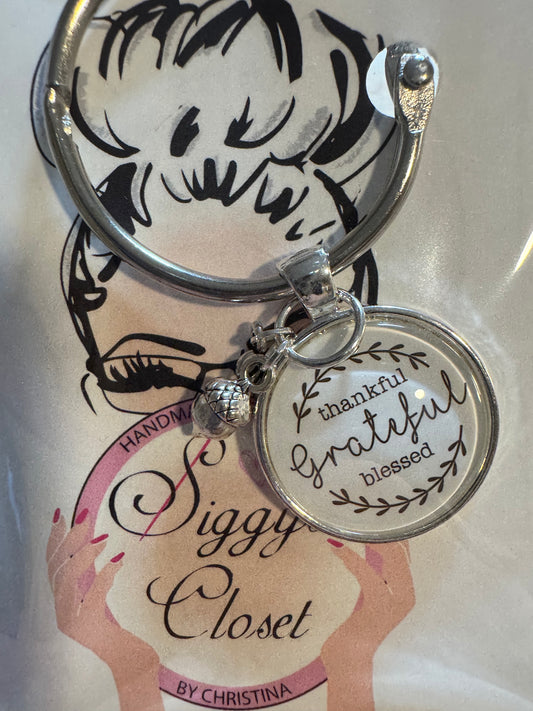 thankful
Grateful
blessed
HANDMA
Siggy
Closet
BY CHRISTINA